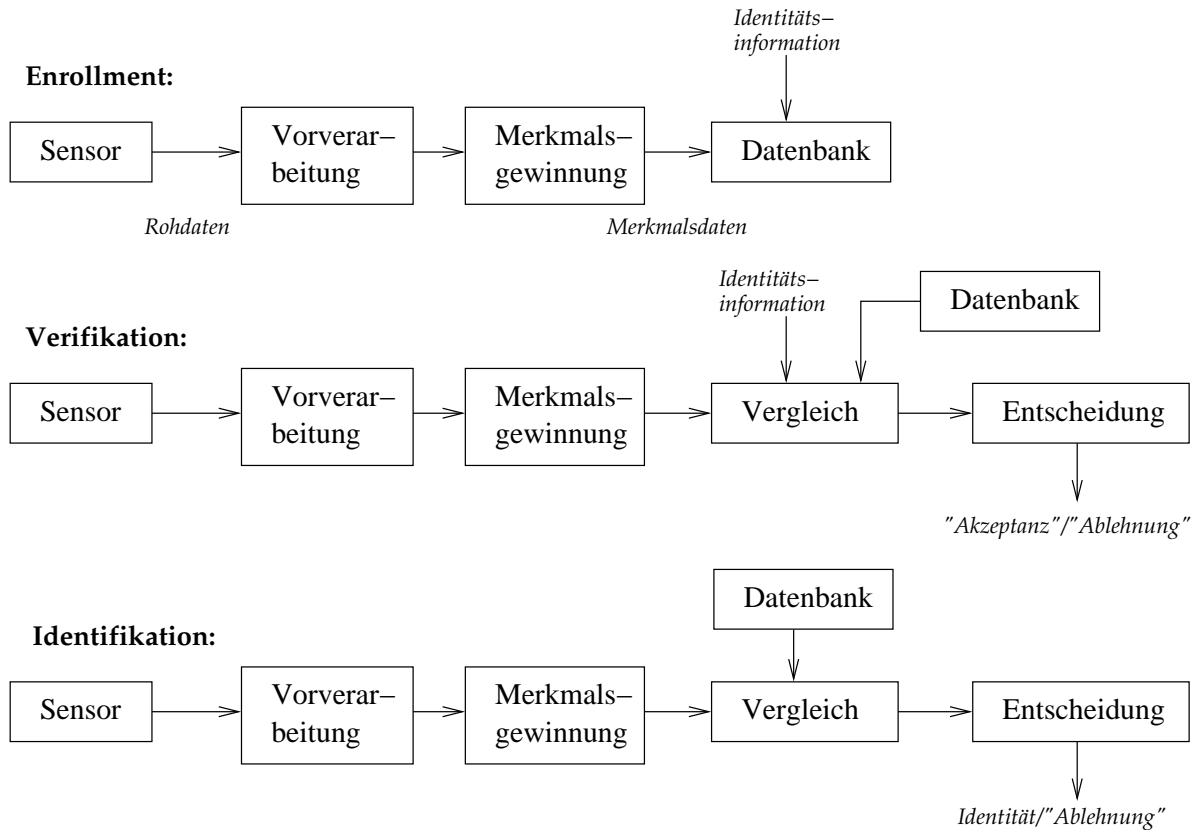 Identitäts–
information
Enrollment:
Sensor
Vorverar–
beitung
Merkmals–
gewinnung
Datenbank
Rohdaten
Merkmalsdaten
Identitäts–
information
Datenbank
Verifikation:
Sensor
Vorverar–
beitung
Merkmals–
gewinnung
Vergleich
Entscheidung
"Akzeptanz"/"Ablehnung"
Datenbank
Identifikation:
Sensor
Vorverar–
beitung
Merkmals–
gewinnung
Vergleich
Entscheidung
Identität/"Ablehnung"